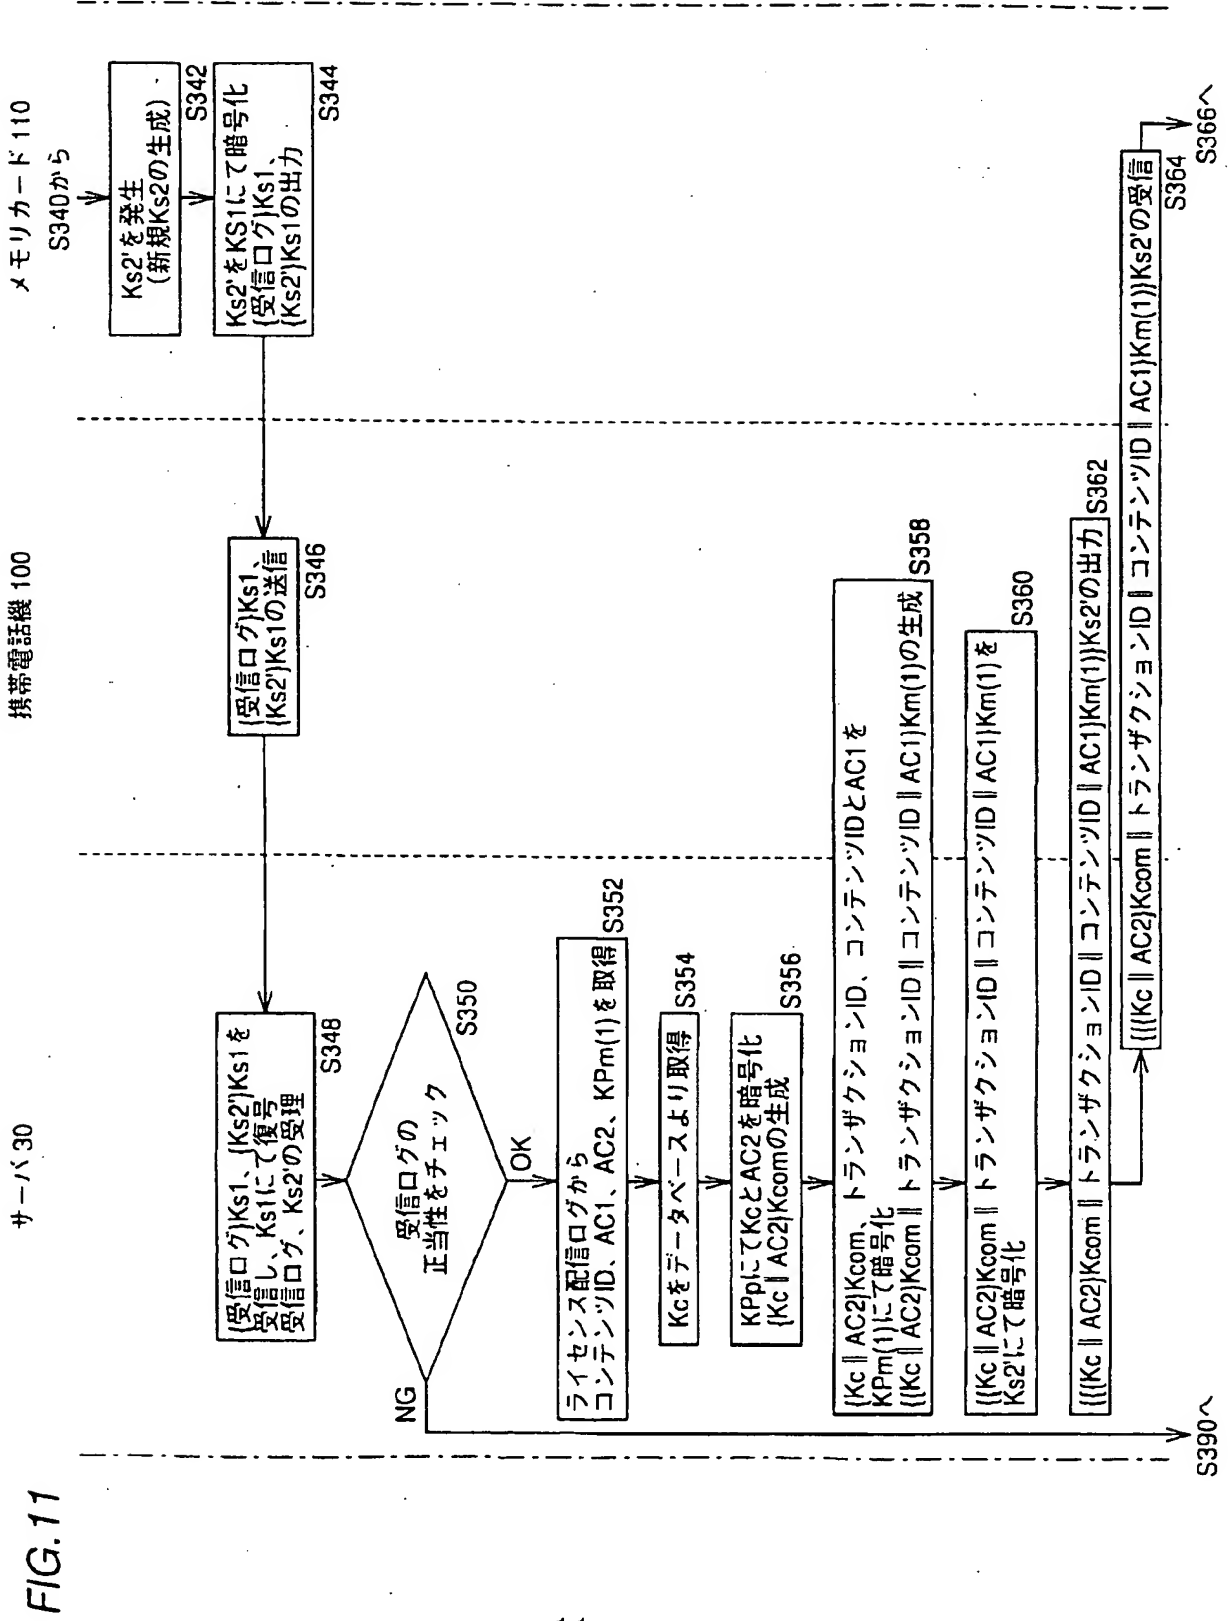 FIG.11
サーバ 30
携帯電話機 100
メモリカード 110
S340から
Ks2'を発生
(新規Ks2の生成)
S342
Ks2'をKS1にて暗号化
{受信ログ}Ks1、
{Ks2'}Ks1の出力
S344
{受信ログ}Ks1、
{Ks2'}Ks1の送信
S346
{受信ログ}Ks1、{Ks2'}Ks1を
受信し、Ks1にて復号
受信ログ、Ks2'の受理
S348
受信ログの
正当性をチェック
S350
NG
OK
ライセンス配信ログから
コンテンツID、AC1、AC2、KPm(1)を取得
S352
Kcをデータベースより取得
S354
KPpにてKcとAC2を暗号化
{Kc∥AC2}Kcomの生成
S356
{Kc∥AC2}Kcom、トランザクションID、コンテンツIDとAC1を
KPm(1)にて暗号化
{{Kc∥AC2}Kcom∥トランザクションID∥コンテンツID∥AC1}Km(1)の生成
S358
{{Kc∥AC2}Kcom∥トランザクションID∥コンテンツID∥AC1}Km(1)を
Ks2'にて暗号化
S360
{{{Kc∥AC2}Kcom∥トランザクションID∥コンテンツID∥AC1}Km(1)}Ks2'の出力
S362
{{{Kc∥AC2}Kcom∥トランザクションID∥コンテンツID∥AC1}Km(1)}Ks2'の受信
S364
S390へ
S366へ